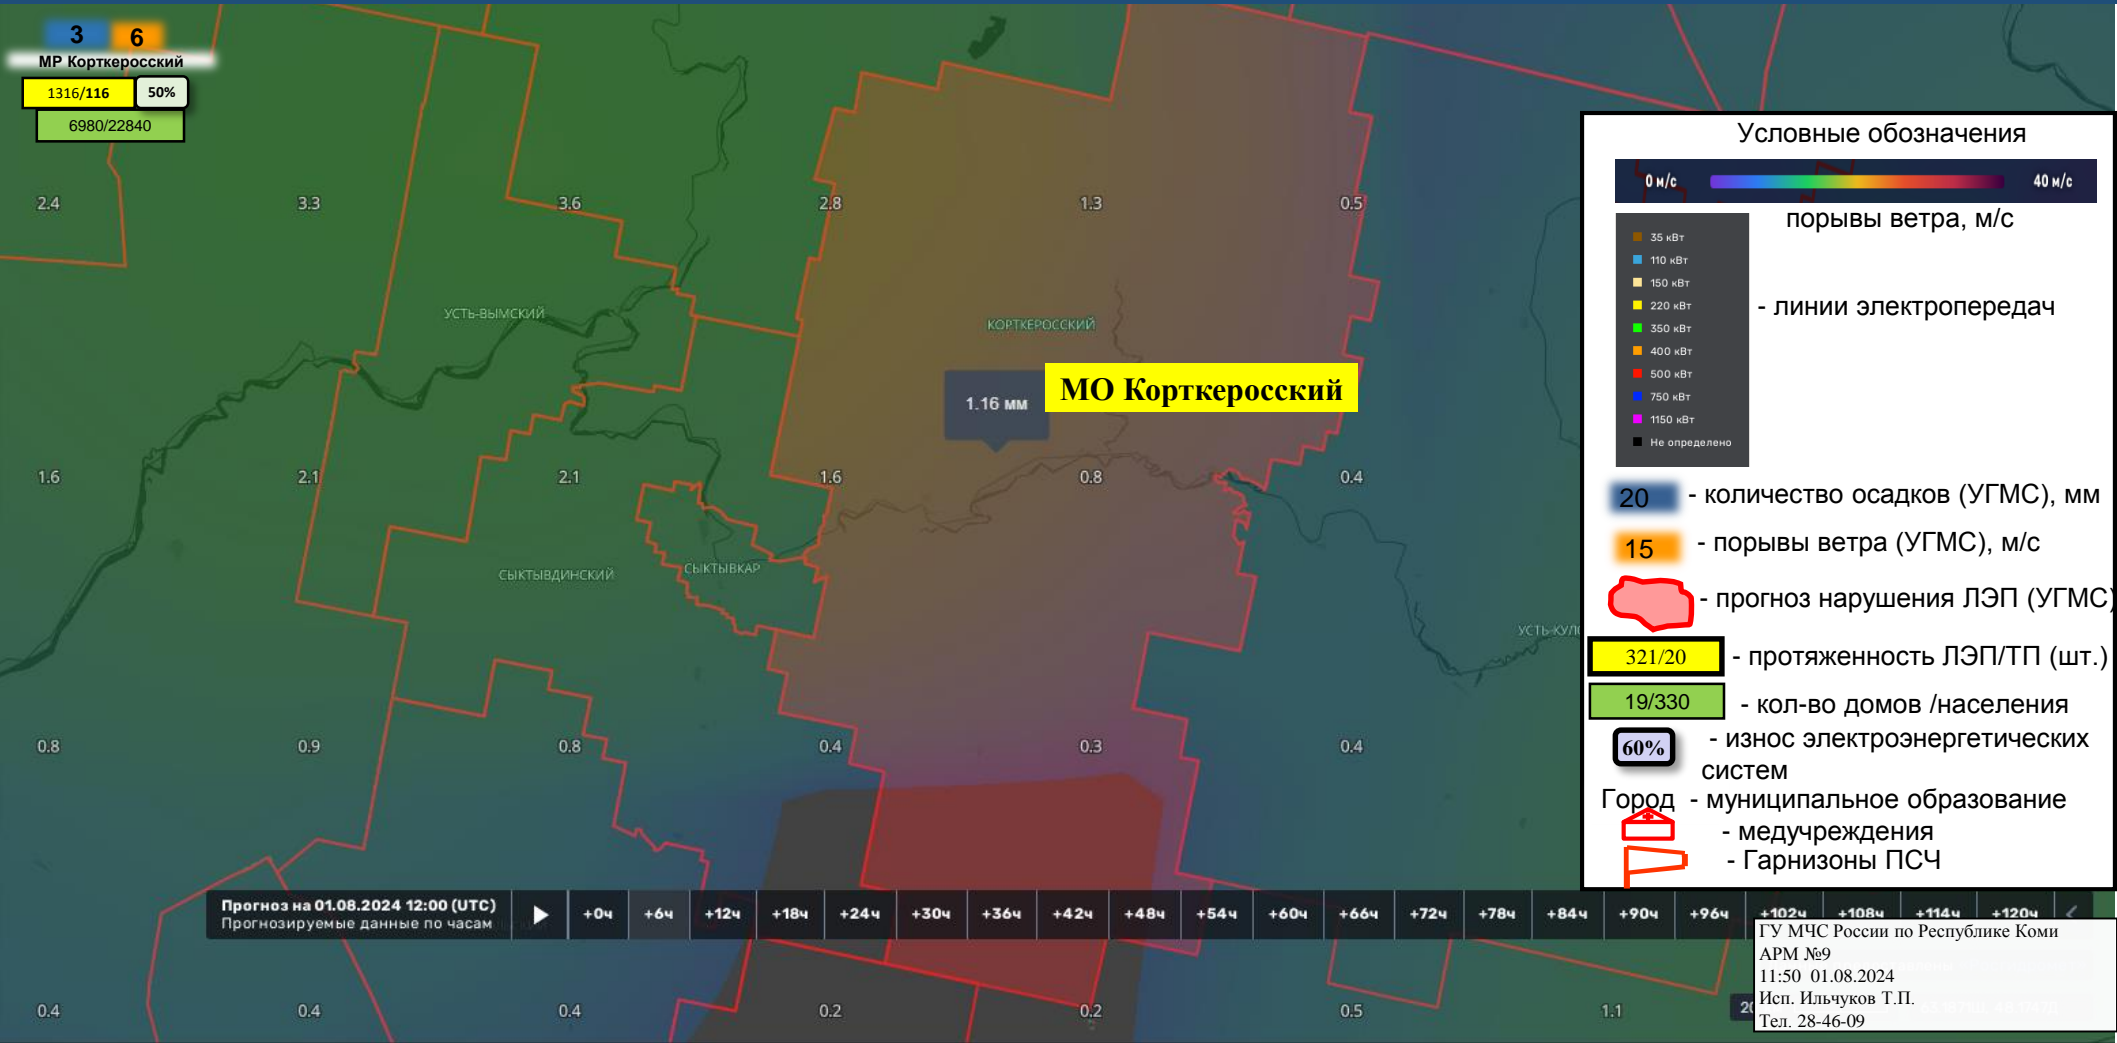 3 6
МР Корткеросский
1316/116 50%
6980/22840
2.4 3.3 3.6 2.8 1.3 0.5
УСТЬ-ВЫМСКИЙ
КОРТКЕРОССКИЙ
1.16 мм
МО Корткеросский
1.6 2.1 2.1 1.6 0.8 0.4
СЫКТЫВДИНСКИЙ
СЫКТЫВКАР
УСТЬ-КУЛО
0.8 0.9 0.8 0.4 0.3 0.4
Прогноз на 01.08.2024 12:00 (UTC)
Прогнозируемые данные по часам
+0ч +6ч +12ч +18ч +24ч +30ч +36ч +42ч +48ч +54ч +60ч +66ч +72ч +78ч +84ч +90ч +96ч +102ч +108ч +114ч +120ч
0.4 0.4 0.4 0.2 0.2 0.5 1.1
20
Условные обозначения
0 м/с 40 м/с
порывы ветра, м/с
35 кВт
110 кВт
150 кВт
220 кВт
350 кВт
400 кВт
500 кВт
750 кВт
1150 кВт
Не определено
- линии электропередач
20 - количество осадков (УГМС), мм
15 - порывы ветра (УГМС), м/с
- прогноз нарушения ЛЭП (УГМС)
321/20 - протяженность ЛЭП/ТП (шт.)
19/330 - кол-во домов /населения
60% - износ электроэнергетических
систем
Город - муниципальное образование
- медучреждения
- Гарнизоны ПСЧ
ГУ МЧС России по Республике Коми
АРМ №9
11:50 01.08.2024
Исп. Ильчуков Т.П.
Тел. 28-46-09